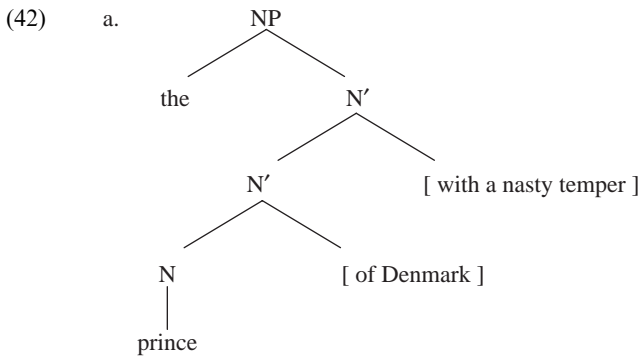 (42) a. NP
the N′
N′ [ with a nasty temper ]
N [ of Denmark ]
prince